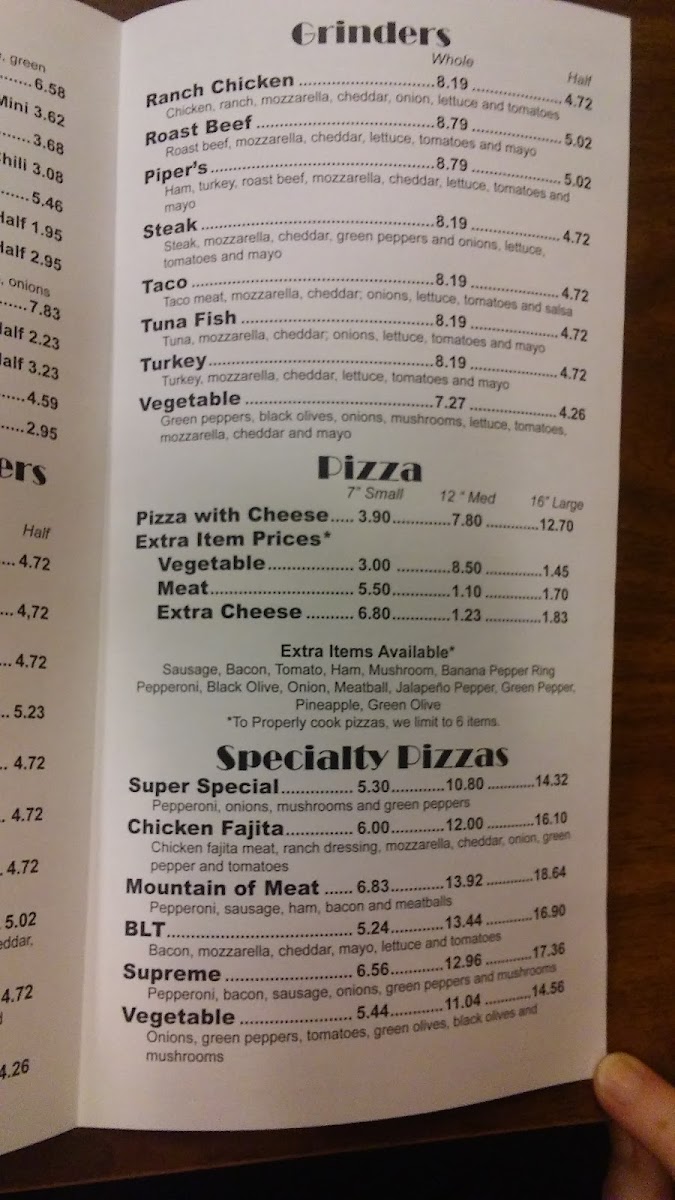 , green
......6.58
Mini 3.62
......3.68
Chili 3.08
......5.46
Half 1.95
Half 2.95
, onions
......7.83
Half 2.23
Half 3.23
......4.59
......2.95
ers
Half
.... 4.72
... 4,72
... 4.72
.. 5.23
.. 4.72
. 4.72
. 4.72
5.02
eddar,
4.72
4.26
Grinders
Whole Half
Ranch Chicken ..............................8.19 ....................4.72
Chicken, ranch, mozzarella, cheddar, onion, lettuce and tomatoes
Roast Beef ........................................8.79 ....................5.02
Roast beef, mozzarella, cheddar, lettuce, tomatoes and mayo
Piper's..................................................8.79 ....................5.02
Ham, turkey, roast beef, mozzarella, cheddar, lettuce, tomatoes and
mayo
Steak ....................................................8.19 ....................4.72
Steak, mozzarella, cheddar, green peppers and onions, lettuce,
tomatoes and mayo
Taco ......................................................8.19 ....................4.72
Taco meat, mozzarella, cheddar; onions, lettuce, tomatoes and salsa
Tuna Fish ...........................................8.19 ....................4.72
Tuna, mozzarella, cheddar; onions, lettuce, tomatoes and mayo
Turkey..................................................8.19 ....................4.72
Turkey, mozzarella, cheddar, lettuce, tomatoes and mayo
Vegetable ..........................................7.27 ....................4.26
Green peppers, black olives, onions, mushrooms, lettuce, tomatoes,
mozzarella, cheddar and mayo
Pizza
7" Small 12 " Med 16" Large
Pizza with Cheese..... 3.90.............7.80 ............12.70
Extra Item Prices*
Vegetable................... 3.00 ............8.50 .............1.45
Meat............................... 5.50.............1.10 .............1.70
Extra Cheese .......... 6.80.............1.23 .............1.83
Extra Items Available*
Sausage, Bacon, Tomato, Ham, Mushroom, Banana Pepper Ring
Pepperoni, Black Olive, Onion, Meatball, Jalapeño Pepper, Green Pepper,
Pineapple, Green Olive
*To Properly cook pizzas, we limit to 6 items.
Specialty Pizzas
Super Special............... 5.30............10.80 ...........14.32
Pepperoni, onions, mushrooms and green peppers
Chicken Fajita.............. 6.00............12.00 ...........16.10
Chicken fajita meat, ranch dressing, mozzarella, cheddar, onion, green
pepper and tomatoes
Mountain of Meat ...... 6.83............13.92 ...........18.64
Pepperoni, sausage, ham, bacon and meatballs
BLT....................................... 5.24............13.44 ...........16.90
Bacon, mozzarella, cheddar, mayo, lettuce and tomatoes
Supreme ........................... 6.56............12.96 ...........17.36
Pepperoni, bacon, sausage, onions, green peppers and mushrooms
Vegetable ........................ 5.44............11.04 ...........14.56
Onions, green peppers, tomatoes, green olives, black olives and
mushrooms